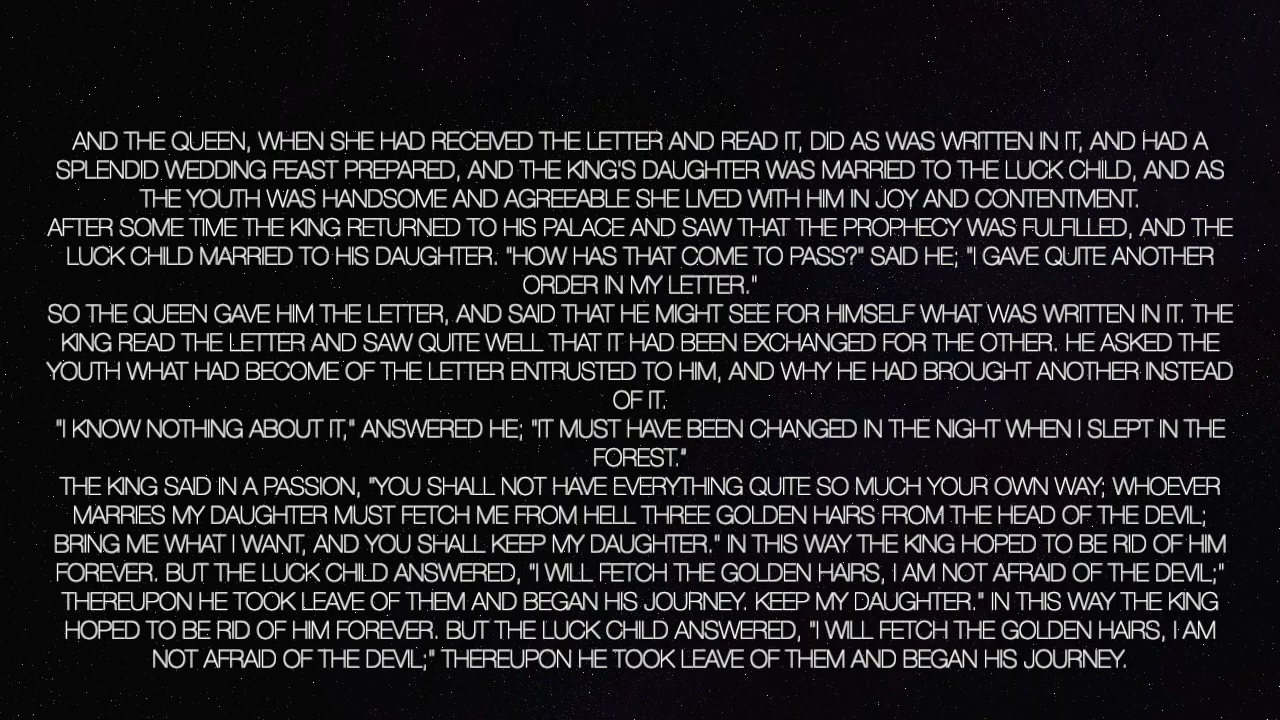 AND THE QUEEN, WHEN SHE HAD RECEIVED THE LETTER AND READ IT, DID AS WAS WRITTEN IN IT, AND HAD A
SPLENDID WEDDING FEAST PREPARED, AND THE KING'S DAUGHTER WAS MARRIED TO THE LUCK CHILD, AND AS
THE YOUTH WAS HANDSOME AND AGREEABLE SHE LIVED WITH HIM IN JOY AND CONTENTMENT.
AFTER SOME TIME THE KING RETURNED TO HIS PALACE AND SAW THAT THE PROPHECY WAS FULFILLED, AND THE
LUCK CHILD MARRIED TO HIS DAUGHTER. "HOW HAS THAT COME TO PASS?" SAID HE; "I GAVE QUITE ANOTHER
ORDER IN MY LETTER."
SO THE QUEEN GAVE HIM THE LETTER, AND SAID THAT HE MIGHT SEE FOR HIMSELF WHAT WAS WRITTEN IN IT. THE
KING READ THE LETTER AND SAW QUITE WELL THAT IT HAD BEEN EXCHANGED FOR THE OTHER. HE ASKED THE
YOUTH WHAT HAD BECOME OF THE LETTER ENTRUSTED TO HIM, AND WHY HE HAD BROUGHT ANOTHER INSTEAD
OF IT.
"I KNOW NOTHING ABOUT IT," ANSWERED HE; "IT MUST HAVE BEEN CHANGED IN THE NIGHT WHEN I SLEPT IN THE
FOREST."
THE KING SAID IN A PASSION, "YOU SHALL NOT HAVE EVERYTHING QUITE SO MUCH YOUR OWN WAY; WHOEVER
MARRIES MY DAUGHTER MUST FETCH ME FROM HELL THREE GOLDEN HAIRS FROM THE HEAD OF THE DEVIL;
BRING ME WHAT I WANT, AND YOU SHALL KEEP MY DAUGHTER." IN THIS WAY THE KING HOPED TO BE RID OF HIM
FOREVER. BUT THE LUCK CHILD ANSWERED, "I WILL FETCH THE GOLDEN HAIRS, I AM NOT AFRAID OF THE DEVIL;"
THEREUPON HE TOOK LEAVE OF THEM AND BEGAN HIS JOURNEY. KEEP MY DAUGHTER." IN THIS WAY THE KING
HOPED TO BE RID OF HIM FOREVER. BUT THE LUCK CHILD ANSWERED, "I WILL FETCH THE GOLDEN HAIRS, I AM
NOT AFRAID OF THE DEVIL;" THEREUPON HE TOOK LEAVE OF THEM AND BEGAN HIS JOURNEY.